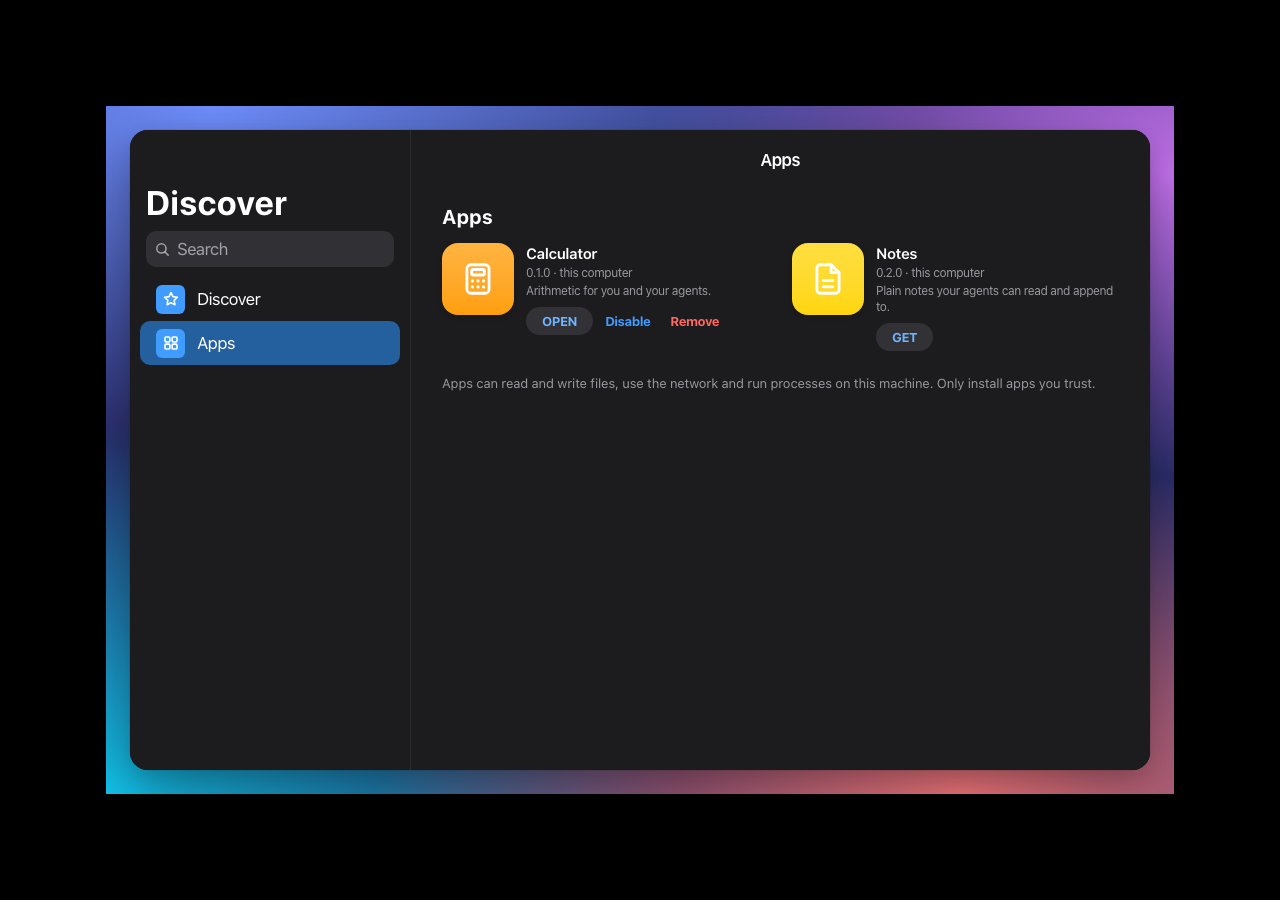 Discover
Search
Discover
Apps
Apps
Apps
Calculator
0.1.0 · this computer
Arithmetic for you and your agents.
OPEN Disable Remove
Notes
0.2.0 · this computer
Plain notes your agents can read and append
to.
GET
Apps can read and write files, use the network and run processes on this machine. Only install apps you trust.